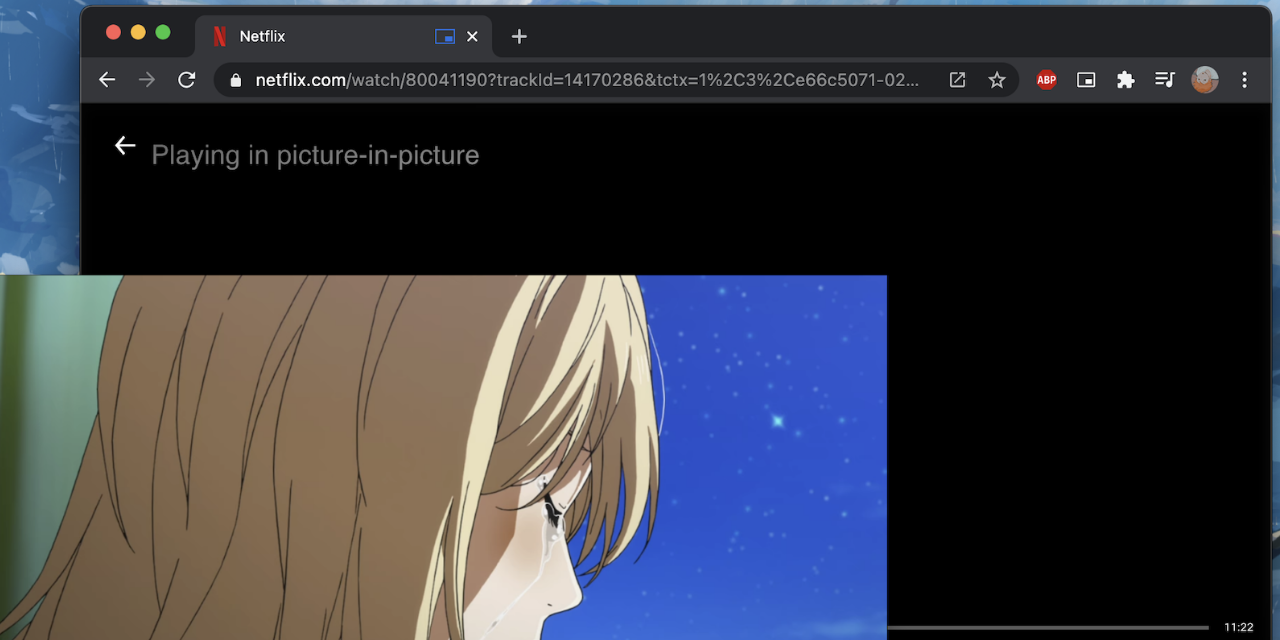 Netflix
netflix.com/watch/80041190?trackId=14170286&tctx=1%2C3%2Ce66c5071-02...
ABP
Playing in picture-in-picture
11:22